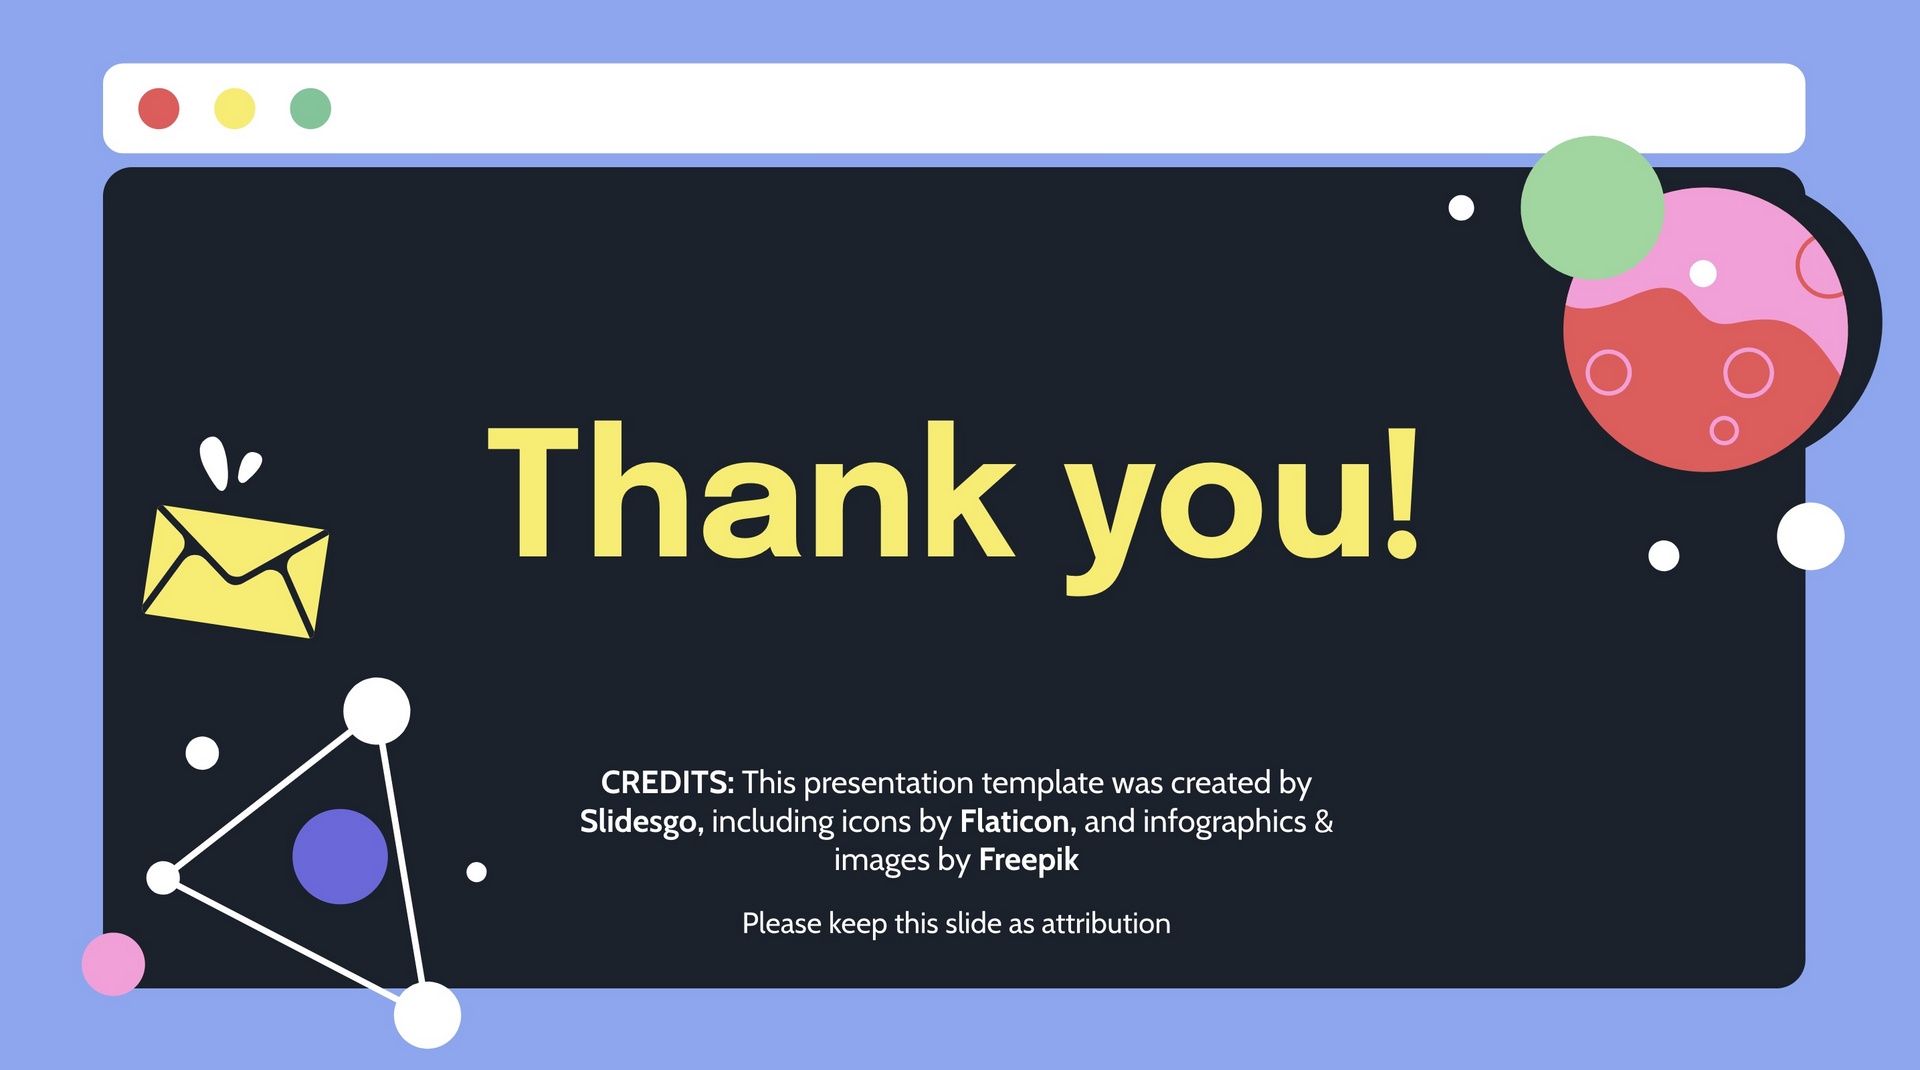 Thank you!
CREDITS: This presentation template was created by
Slidesgo, including icons by Flaticon, and infographics &
images by Freepik
Please keep this slide as attribution